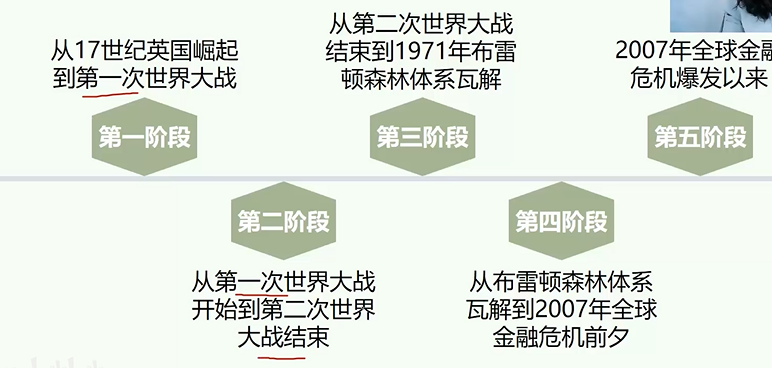 从17世纪英国崛起
到第一次世界大战
第一阶段
第二阶段
从第一次世界大战
开始到第二次世界
大战结束
从第二次世界大战
结束到1971年布雷
顿森林体系瓦解
第三阶段
第四阶段
从布雷顿森林体系
瓦解到2007年全球
金融危机前夕
2007年全球金融
危机爆发以来
第五阶段